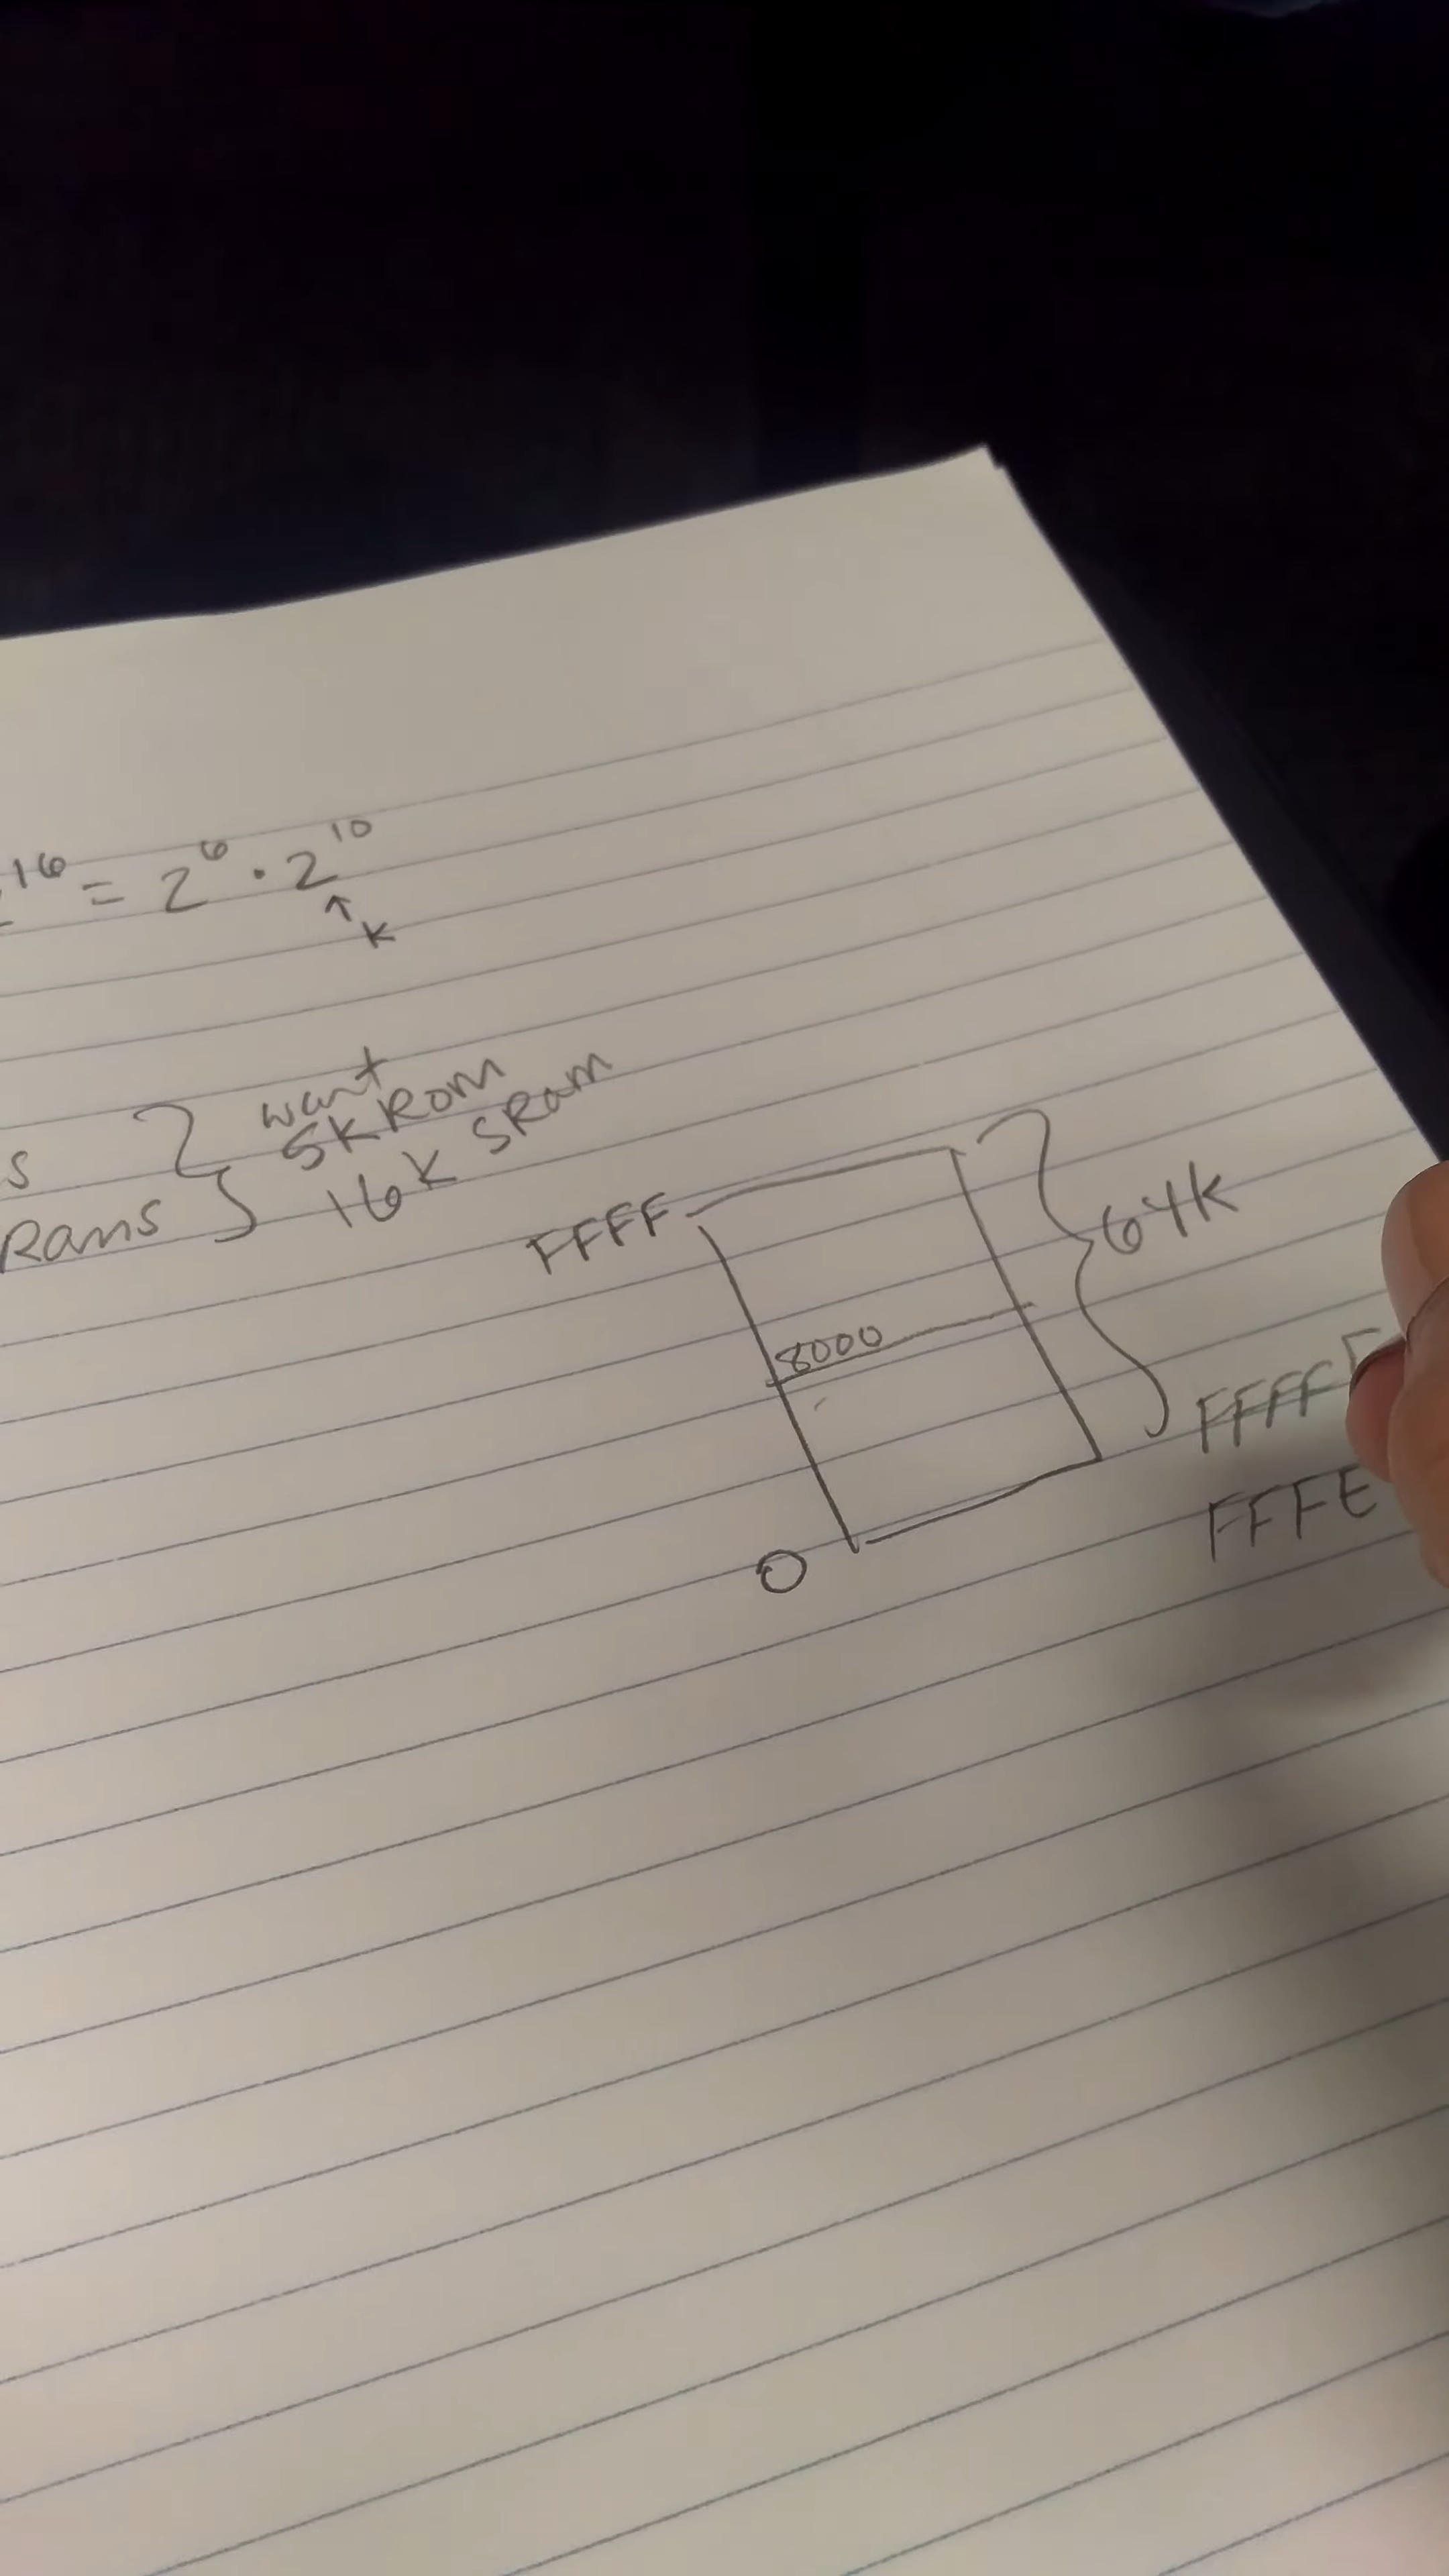 16 = 2^6 · 2^10
↑
K
s } want
5K ROM
Rams } 16K SRam
FFFF
64K
8000
FFFF
FFFE
0